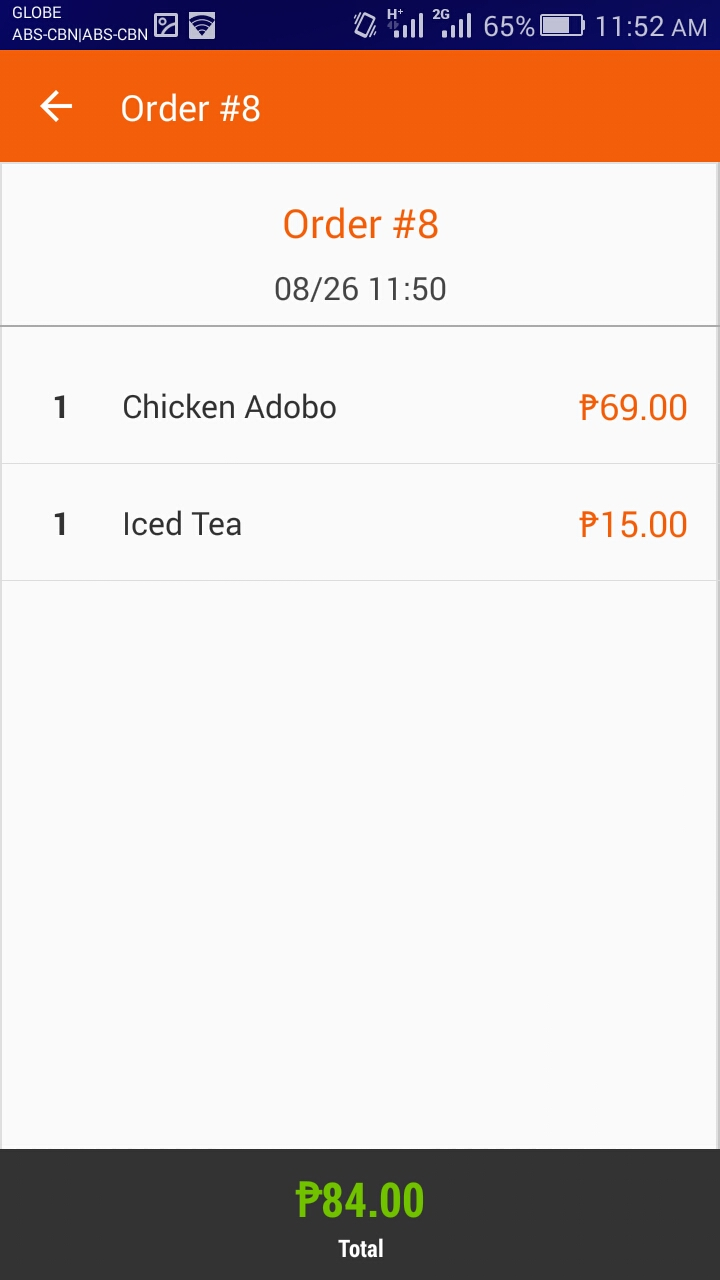 GLOBE
ABS-CBN|ABS-CBN H+ 2G 65% 11:52 AM
Order #8
Order #8
08/26 11:50
1 Chicken Adobo ₱69.00
1 Iced Tea ₱15.00
₱84.00
Total